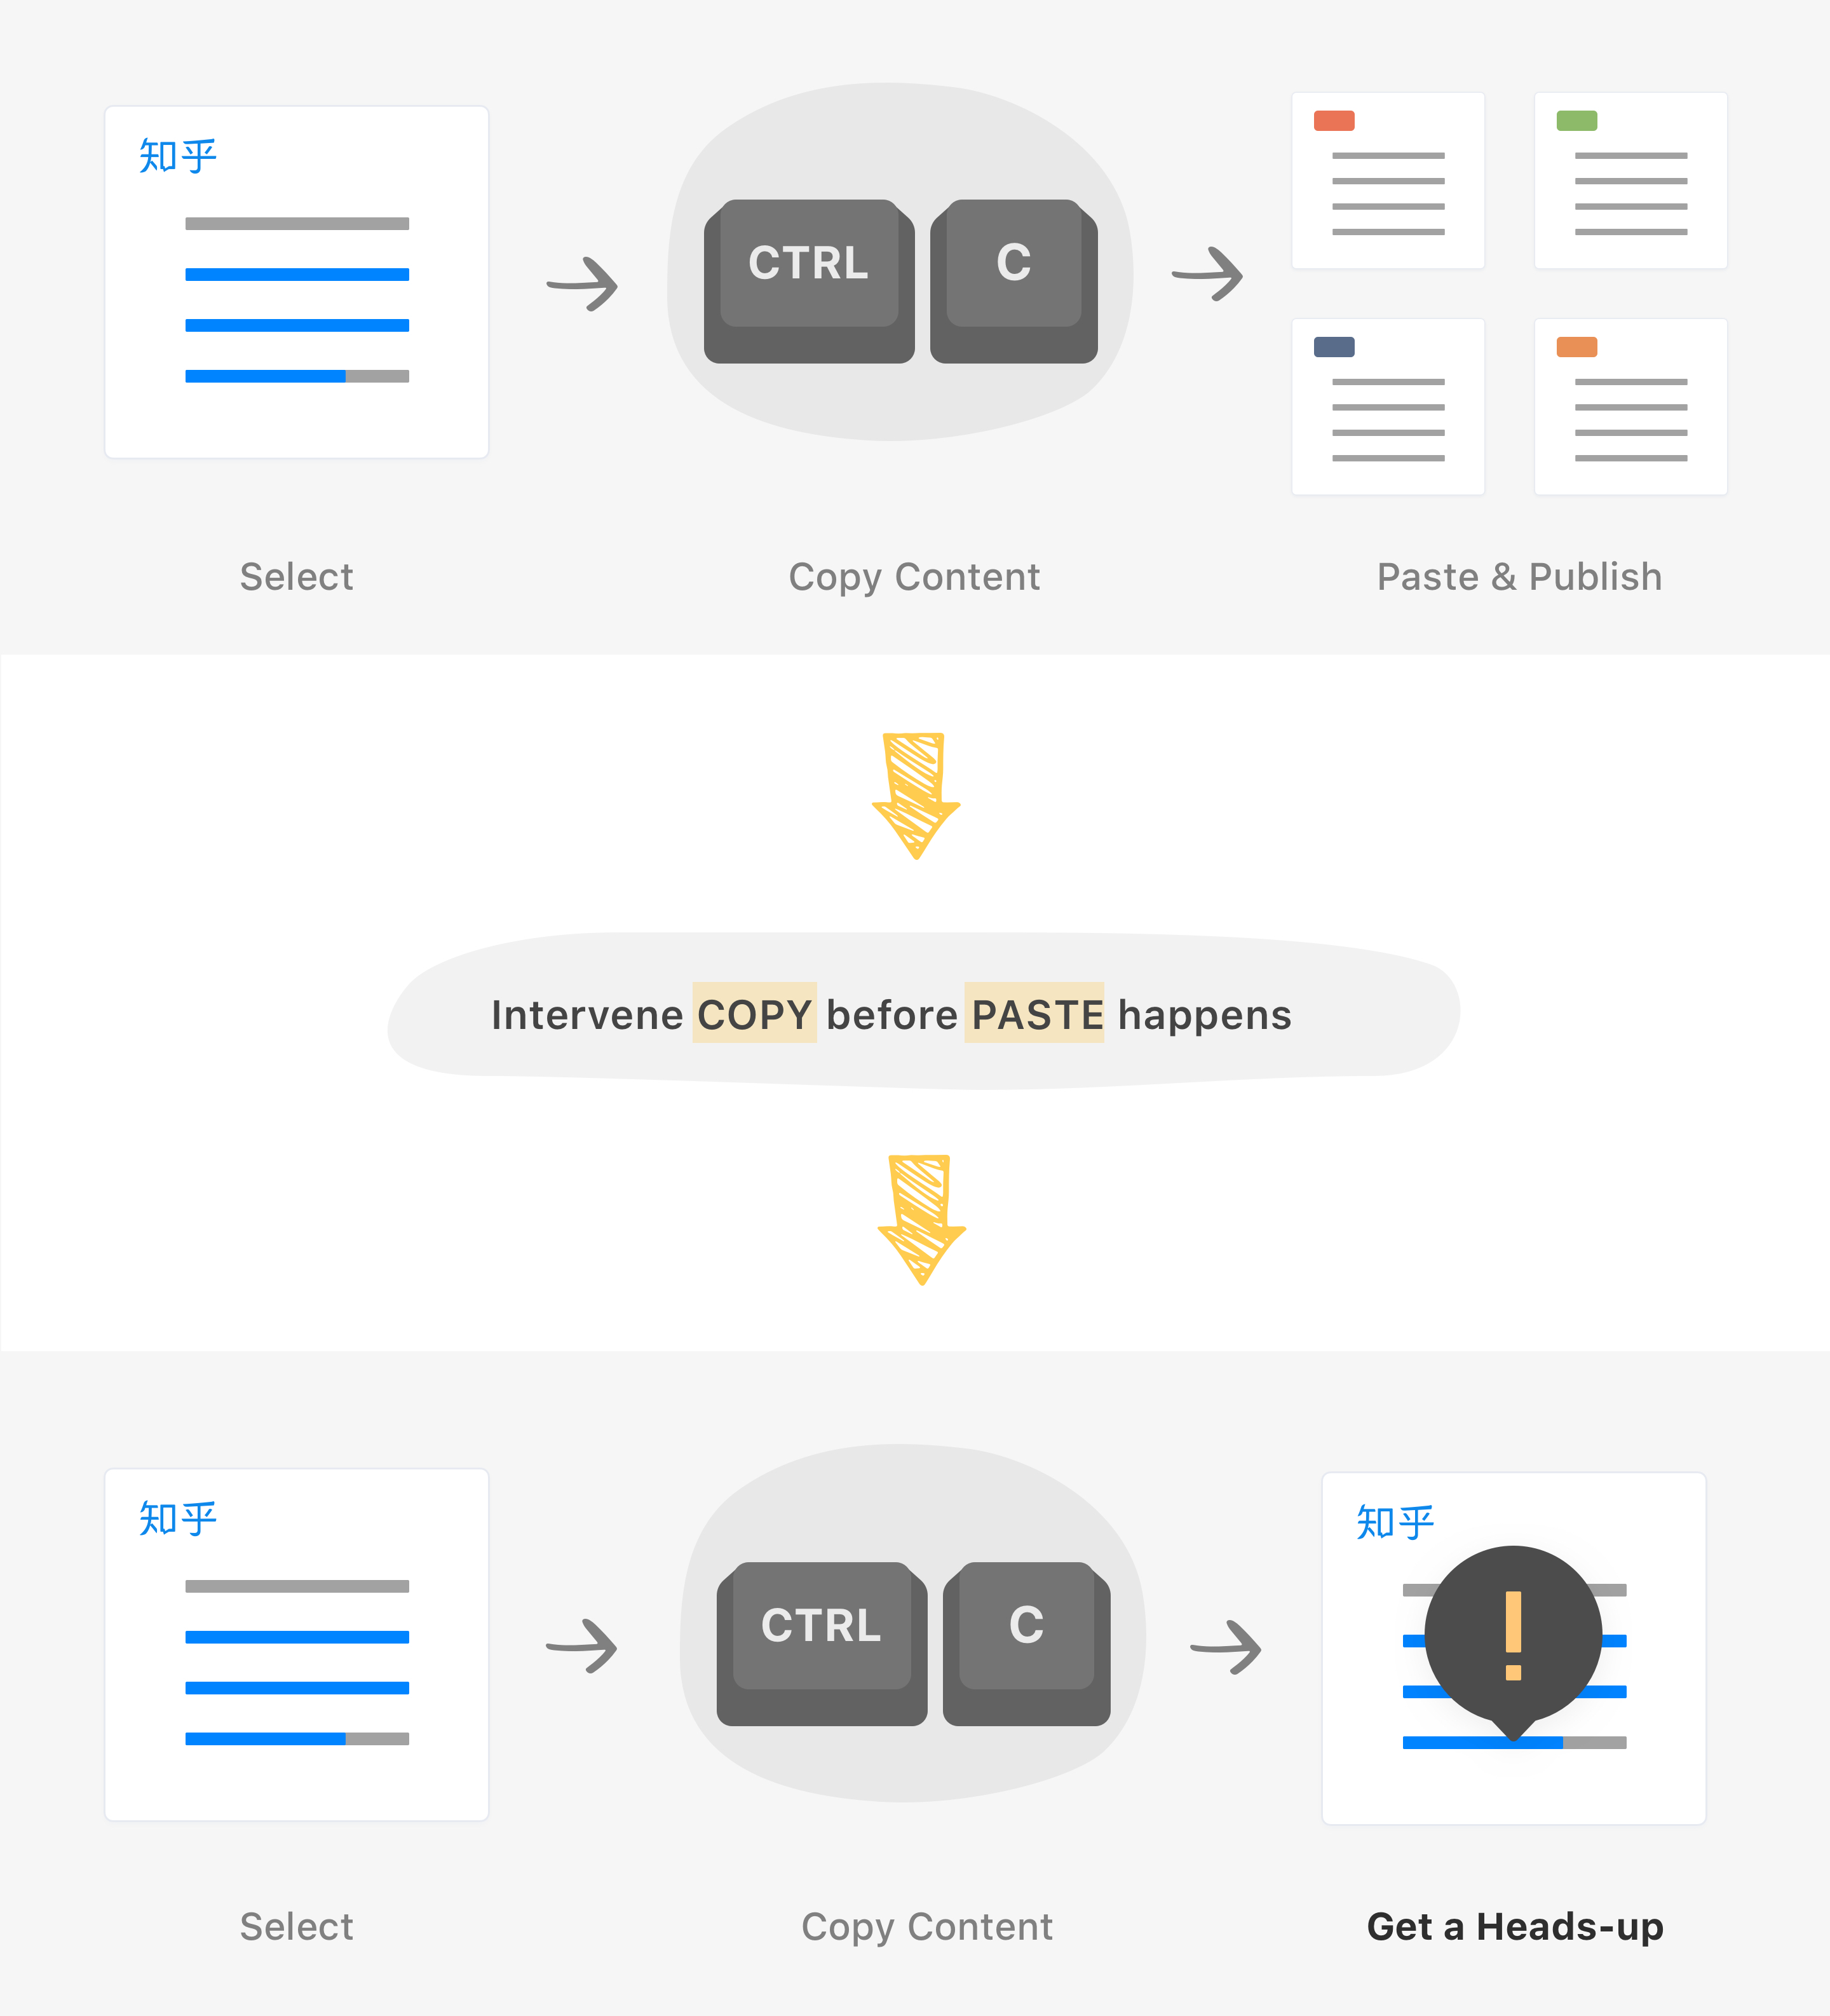 知乎
CTRL
C
Select
Copy Content
Paste & Publish
Intervene COPY before PASTE happens
知乎
CTRL
C
知乎
!
Select
Copy Content
Get a Heads-up